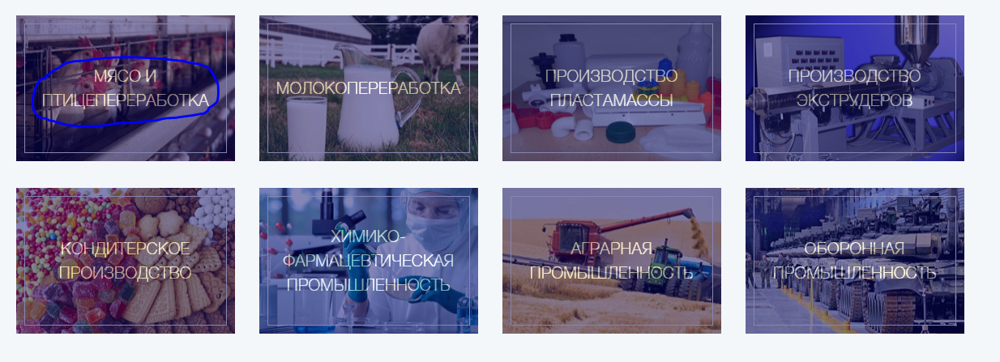 МЯСО И
ПТИЦЕПЕРЕРАБОТКА
МОЛОКОПЕРЕРАБОТКА
ПРОИЗВОДСТВО
ПЛАСТАМАССЫ
ПРОИЗВОДСТВО
ЭКСТРУДЕРОВ
КОНДИТЕРСКОЕ
ПРОИЗВОДСТВО
ХИМИКО-
ФАРМАЦЕВТИЧЕСКАЯ
ПРОМЫШЛЕННОСТЬ
АГРАРНАЯ
ПРОМЫШЛЕННОСТЬ
ОБОРОННАЯ
ПРОМЫШЛЕННОСТЬ